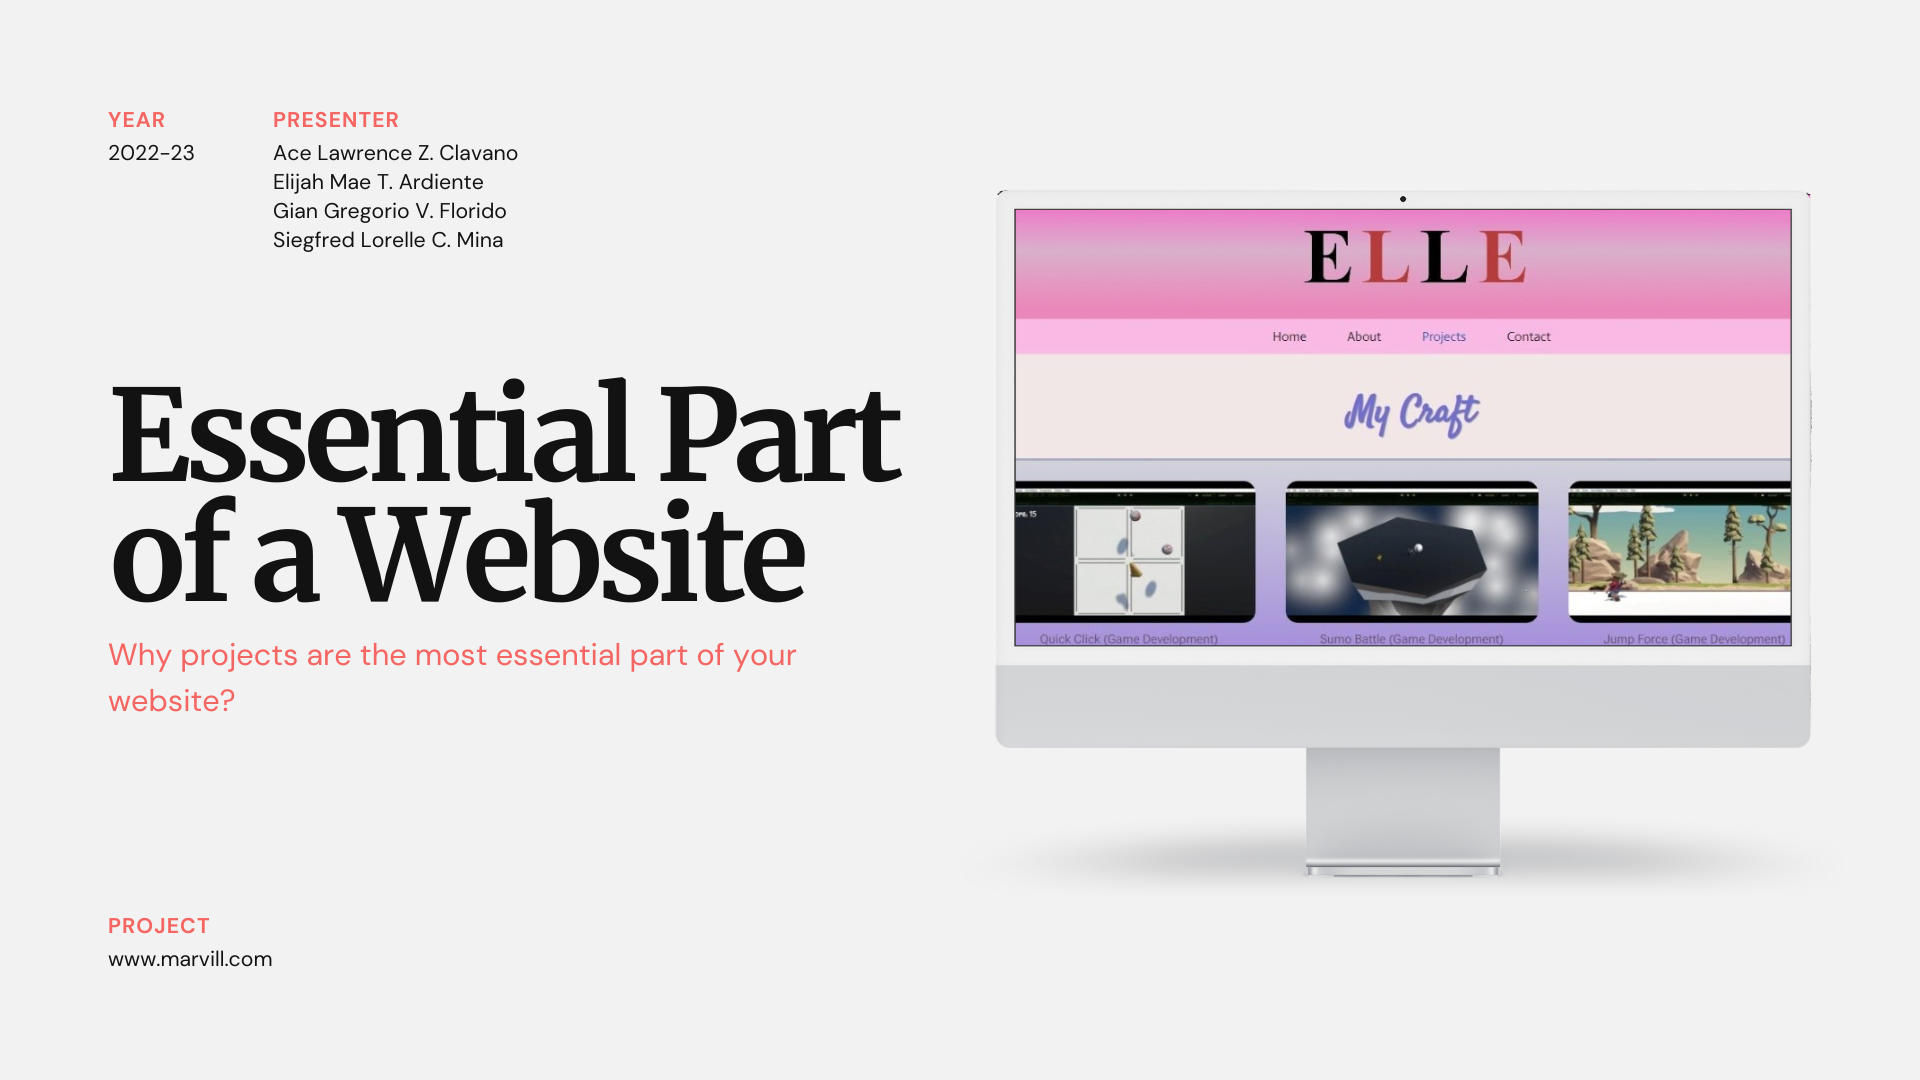 YEAR
2022-23
PRESENTER
Ace Lawrence Z. Clavano
Elijah Mae T. Ardiente
Gian Gregorio V. Florido
Siegfred Lorelle C. Mina
Essential Part
of a Website
Why projects are the most essential part of your
website?
PROJECT
www.marvill.com
ELLE
Home About Projects Contact
My Craft
Quick Click (Game Development)
Sumo Battle (Game Development)
Jump Force (Game Development)